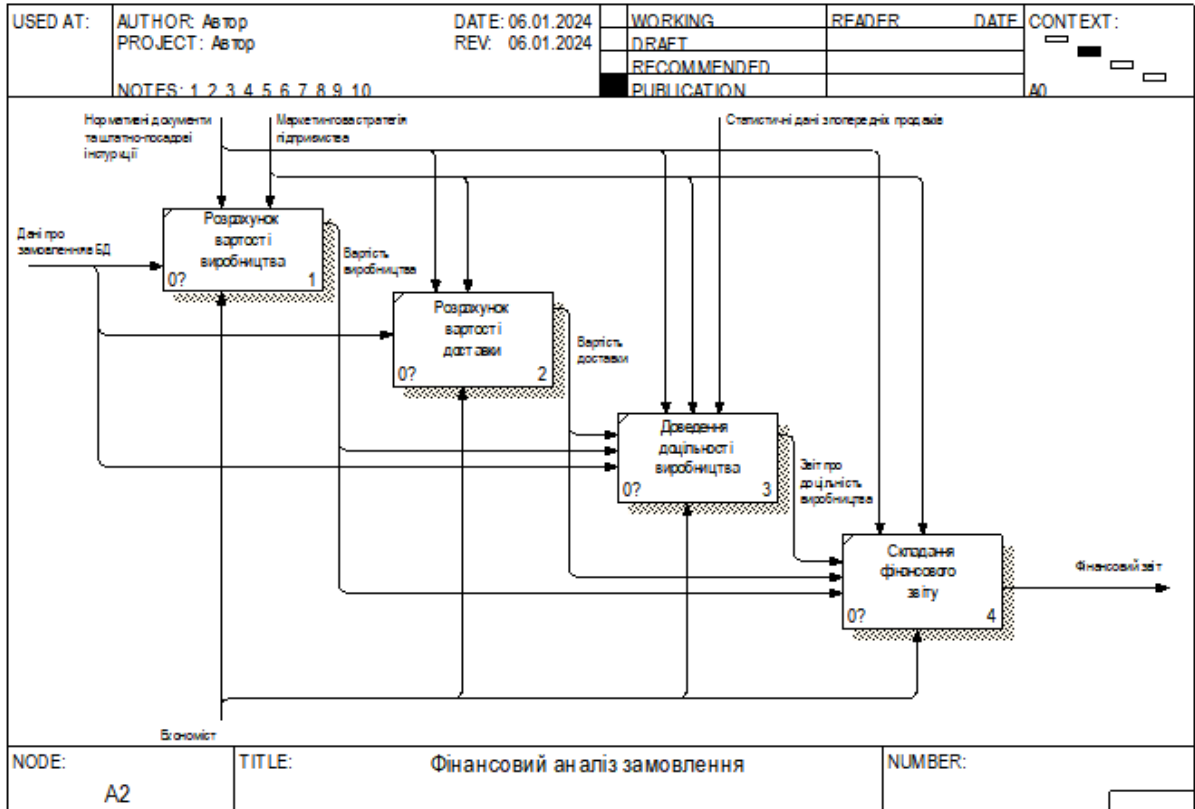 USED AT:
AUTHOR: Автор
DATE: 06.01.2024
WORKING
READER
DATE
CONTEXT:
PROJECT: Автор
REV: 06.01.2024
DRAFT
RECOMMENDED
NOTES: 1 2 3 4 5 6 7 8 9 10
PUBLICATION
A0
Нормативні документи
та штатно-посадові
інструкції
Маркетингова стратегія
підприємства
Статистичні дані з попередніх продажів
Дані про
замовлення в БД
Розрахунок
вартості
виробництва
0?
1
Вартість
виробництва
Розрахунок
вартості
доставки
0?
2
Вартість
доставки
Доведення
доцільності
виробництва
0?
3
Звіт про
доцільність
виробництва
Складання
фінансового
звіту
0?
4
Фінансовий звіт
Економіст
NODE:
A2
TITLE:
Фінансовий аналіз замовлення
NUMBER: